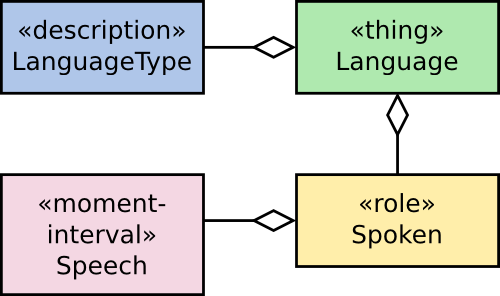 «description»
LanguageType
«thing»
Language
«moment-
interval»
Speech
«role»
Spoken